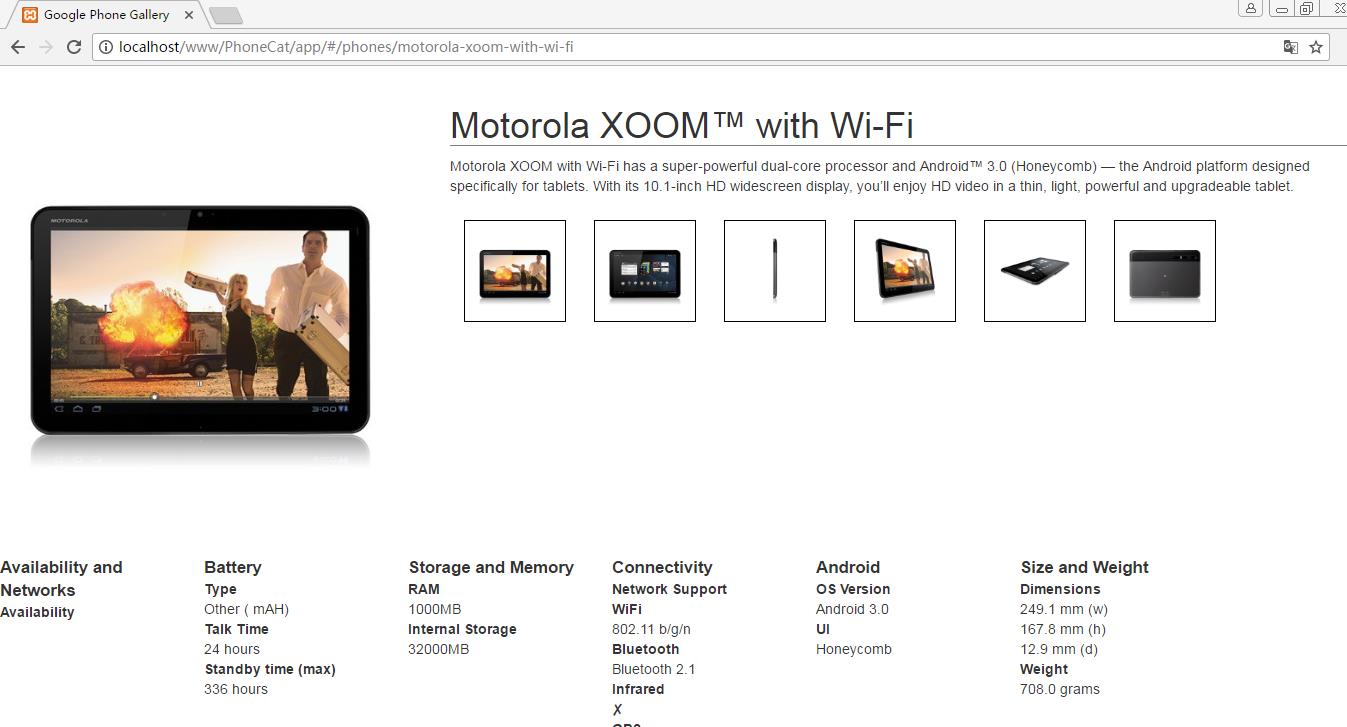 Google Phone Gallery
localhost/www/PhoneCat/app/#/phones/motorola-xoom-with-wi-fi
Motorola XOOM™ with Wi-Fi
Motorola XOOM with Wi-Fi has a super-powerful dual-core processor and Android™ 3.0 (Honeycomb) — the Android platform designed
specifically for tablets. With its 10.1-inch HD widescreen display, you'll enjoy HD video in a thin, light, powerful and upgradeable tablet.
MOTOROLA
3:00
Availability and
Networks
Availability
Battery
Type
Other ( mAH)
Talk Time
24 hours
Standby time (max)
336 hours
Storage and Memory
RAM
1000MB
Internal Storage
32000MB
Connectivity
Network Support
WiFi
802.11 b/g/n
Bluetooth
Bluetooth 2.1
Infrared
✗
GPS
Android
OS Version
Android 3.0
UI
Honeycomb
Size and Weight
Dimensions
249.1 mm (w)
167.8 mm (h)
12.9 mm (d)
Weight
708.0 grams